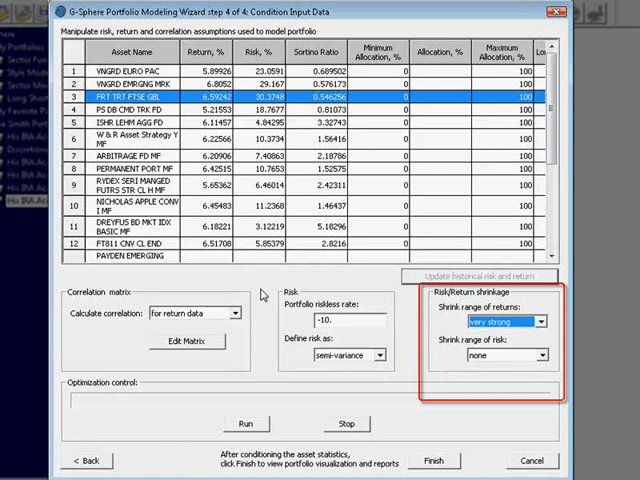 G-Sphere Portfolio Modeling Wizard step 4 of 4: Condition Input Data
Manipulate risk, return and correlation assumptions used to model portfolio
Asset Name Return, % Risk, % Sortino Ratio Minimum Allocation, % Allocation, % Maximum Allocation, % Lo
1 VNGRD EURO PAC 5.89926 23.0591 0.689502 0 100
2 VNGRD EMRGNG MRK 6.8052 29.167 0.576173 0 100
3 FRT TRT FTSE GBL 6.59242 30.3748 0.546256 0 100
4 PS DB CMD TRK FD 5.21553 18.7677 0.81073 0 100
5 ISHR LEHM AGG FD 6.11457 4.84295 3.32743 0 100
6 W & R Asset Strategy Y MF 6.22566 10.3734 1.56416 0 100
7 ARBITRAGE FD MF 6.20906 7.40863 2.18786 0 100
8 PERMANENT PORT MF 6.42515 10.7653 1.52575 0 100
9 RYDEX SERI MANGED FUTRS STR CL H MF 5.65362 6.46014 2.42311 0 100
10 NICHOLAS APPLE CONV I MF 6.45483 11.2368 1.46437 0 100
11 DREYFUS BD MKT IDX BASIC MF 6.18221 3.12219 5.18296 0 100
12 FT811 CNV CL END 6.51708 5.85379 2.8216 0 100
PAYDEN EMERGING
Update historical risk and return
Correlation matrix
Calculate correlation: for return data
Edit Matrix
Risk
Portfolio riskless rate:
-10.
Define risk as:
semi-variance
Risk/Return shrinkage
Shrink range of returns:
very strong
Shrink range of risk:
none
Optimization control:
Run Stop
< Back
After conditioning the asset statistics,
click Finish to view portfolio visualization and reports
Finish Cancel